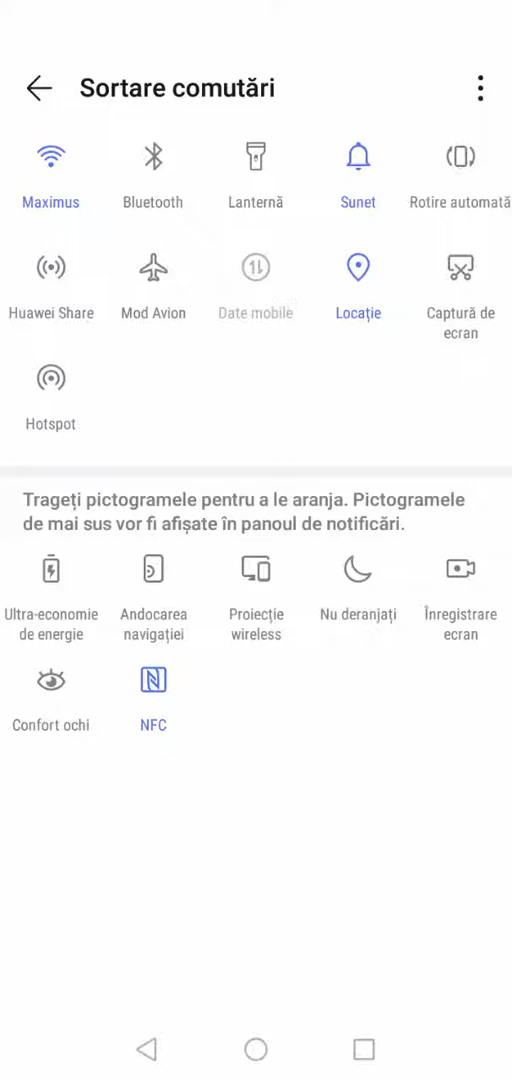 Sortare comutări
Maximus
Bluetooth
Lanternă
Sunet
Rotire automată
Huawei Share
Mod Avion
Date mobile
Locație
Captură de
ecran
Hotspot
Trageți pictogramele pentru a le aranja. Pictogramele
de mai sus vor fi afișate în panoul de notificări.
Ultra-economie
de energie
Andocarea
navigației
Proiecție
wireless
Nu deranjați
Înregistrare
ecran
Confort ochi
NFC